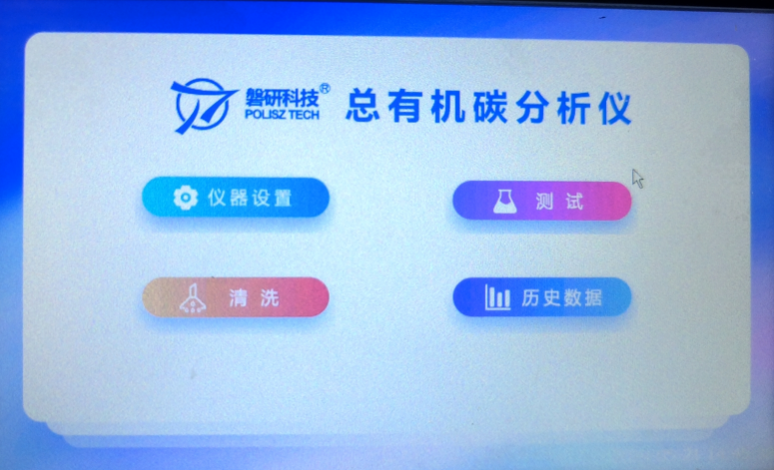 磐研科技®
POLISZ TECH
总有机碳分析仪
仪器设置
测 试
清 洗
历史数据